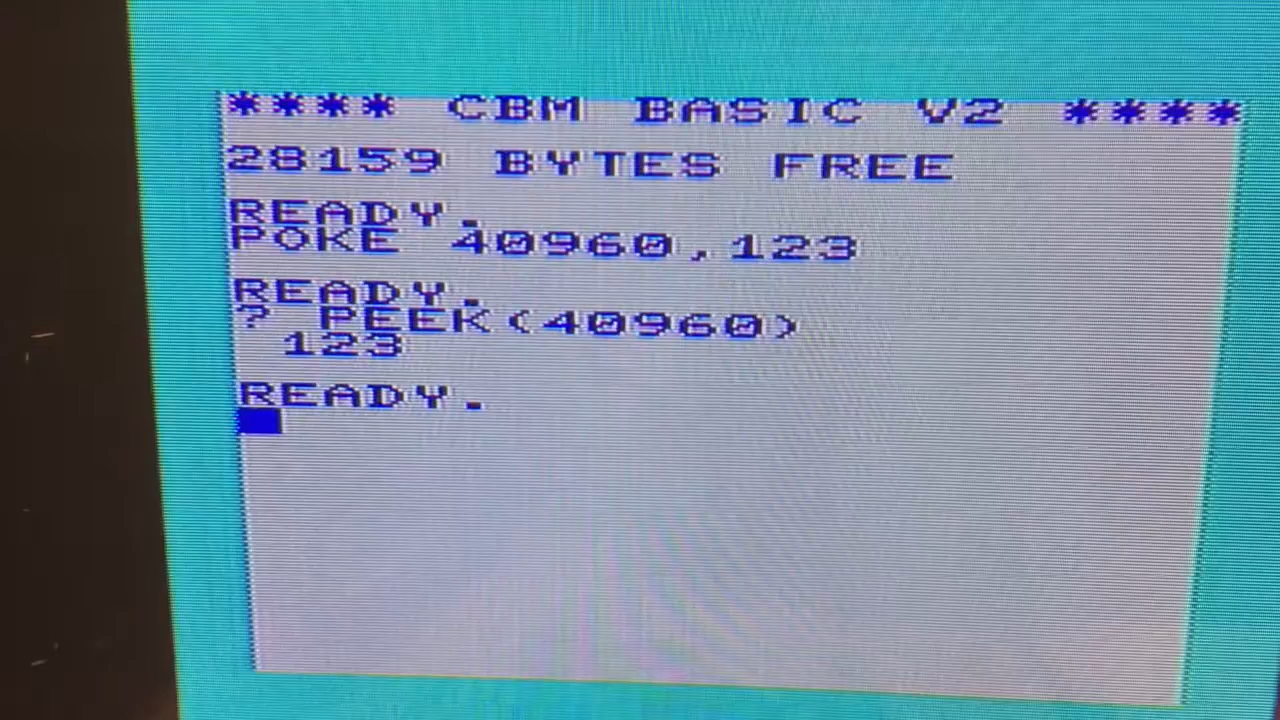 **** CBM BASIC V2 ****
28159 BYTES FREE
READY.
POKE 40960,123
READY.
? PEEK(40960)
123
READY.